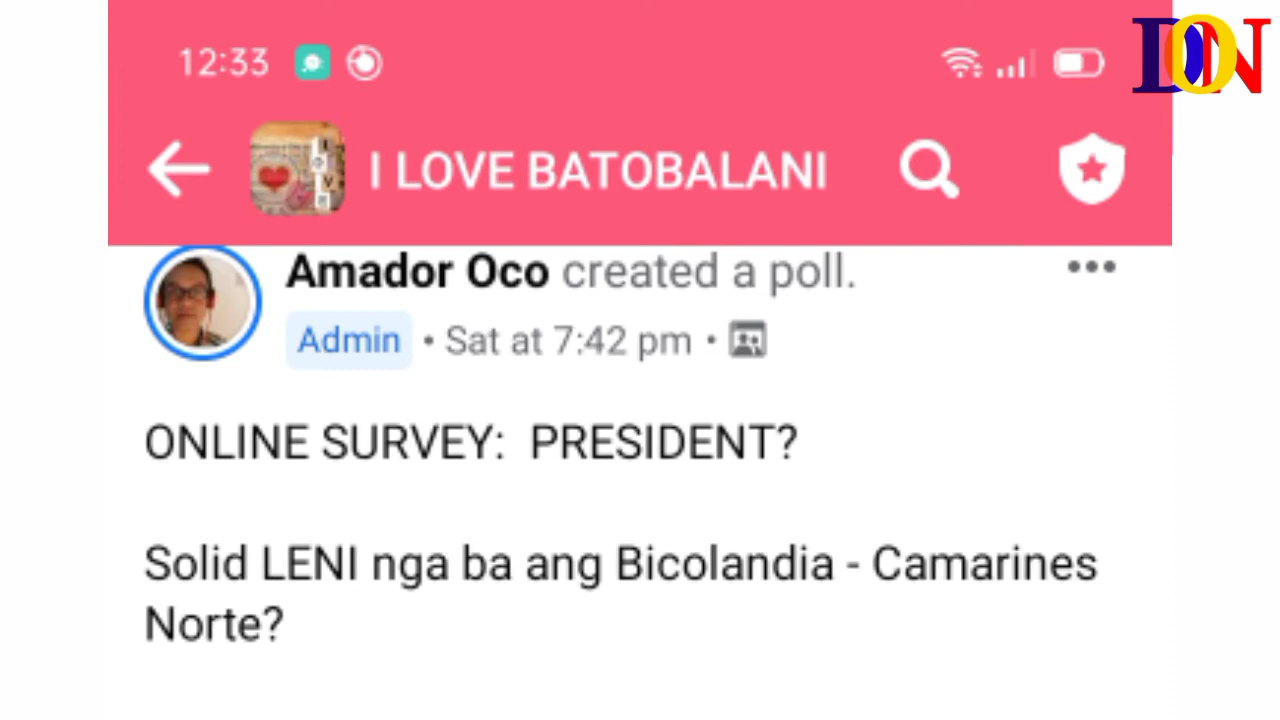 12:33
DON
I LOVE BATOBALANI
Amador Oco created a poll.
Admin • Sat at 7:42 pm •
ONLINE SURVEY:  PRESIDENT?
Solid LENI nga ba ang Bicolandia - Camarines
Norte?